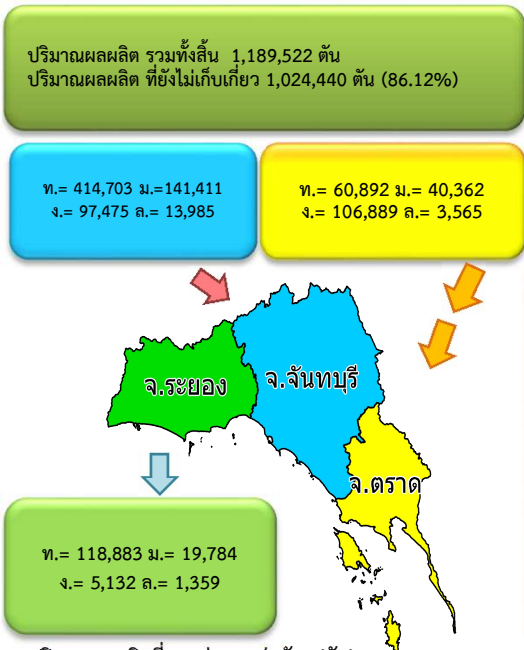 ปริมาณผลผลิต รวมทั้งสิ้น 1,189,522 ตัน
ปริมาณผลผลิต ที่ยังไม่เก็บเกี่ยว 1,024,440 ตัน (86.12%)
ท.= 414,703 ม.=141,411
ง.= 97,475 ล.= 13,985
ท.= 60,892 ม.= 40,362
ง.= 106,889 ล.= 3,565
จ.ระยอง
จ.จันทบุรี
จ.ตราด
ท.= 118,883 ม.= 19,784
ง.= 5,132 ล.= 1,359